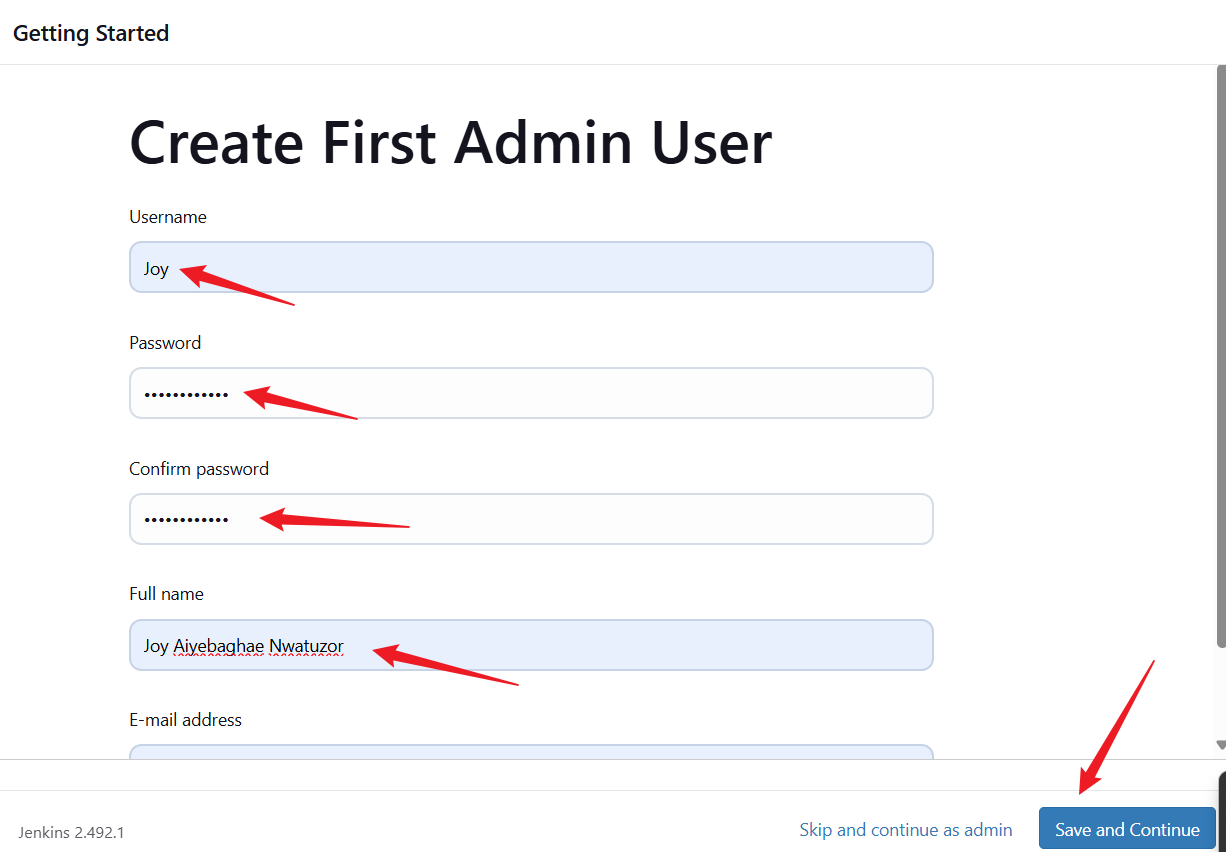 Getting Started
Create First Admin User
Username
Joy
Password
••••••••••••
Confirm password
••••••••••••
Full name
Joy Aiyebaghae Nwatuzor
E-mail address
Jenkins 2.492.1
Skip and continue as admin
Save and Continue